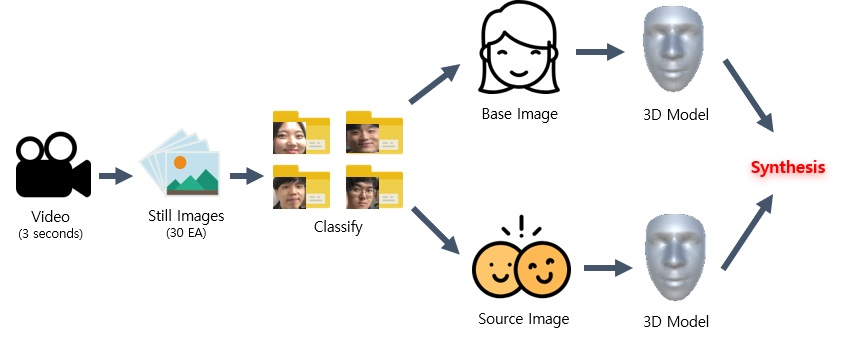 Video
(3 seconds)
Still Images
(30 EA)
Classify
Base Image
3D Model
Source Image
3D Model
Synthesis